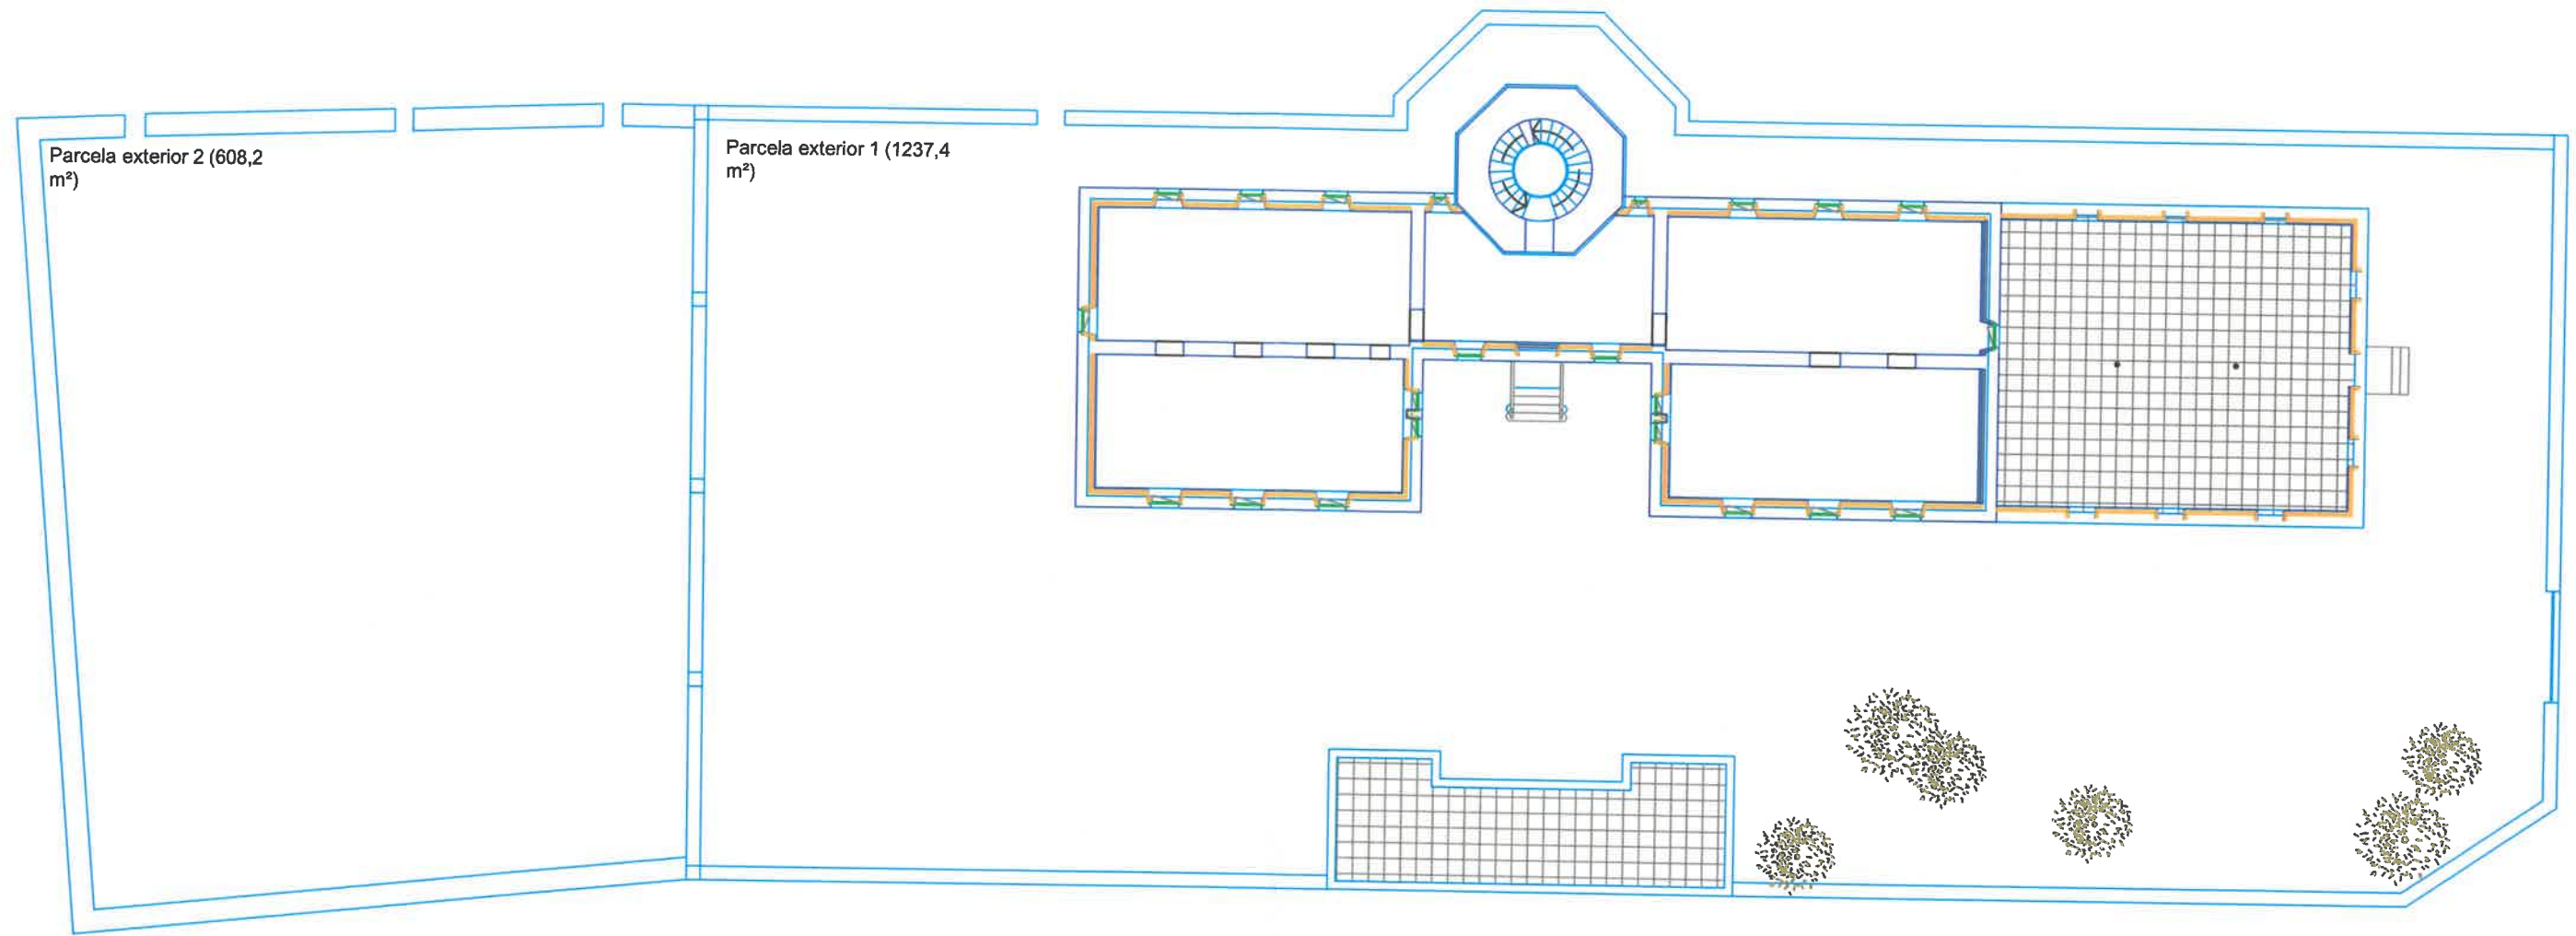 Parcela exterior 2 (608,2
m²)
Parcela exterior 1 (1237,4
m²)